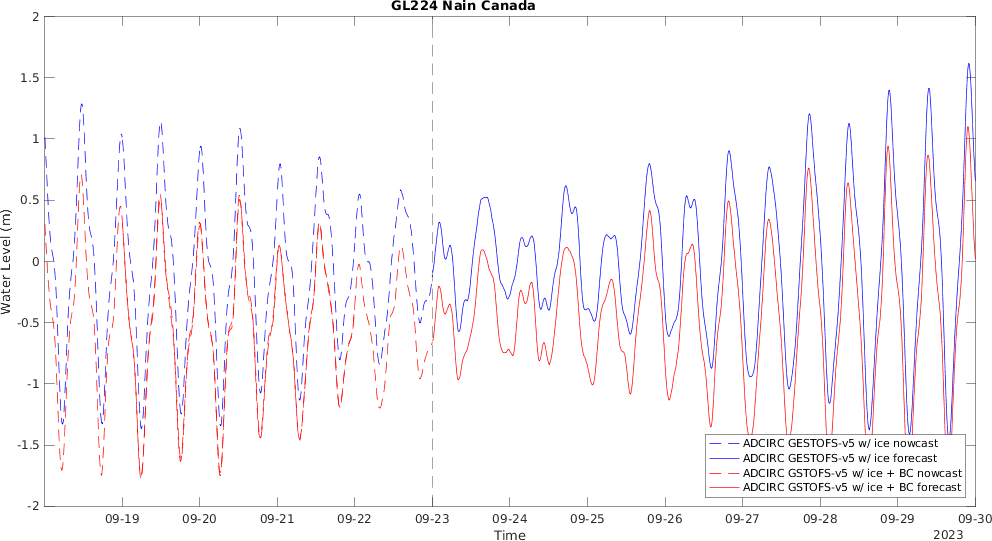 GL224 Nain Canada
2
1.5
1
0.5
0
-0.5
-1
-1.5
-2
Water Level (m)
ADCIRC GESTOFS-v5 w/ ice nowcast
ADCIRC GESTOFS-v5 w/ ice forecast
ADCIRC GSTOFS-v5 w/ ice + BC nowcast
ADCIRC GSTOFS-v5 w/ ice + BC forecast
09-19 09-20 09-21 09-22 09-23 09-24 09-25 09-26 09-27 09-28 09-29 09-30
Time
2023